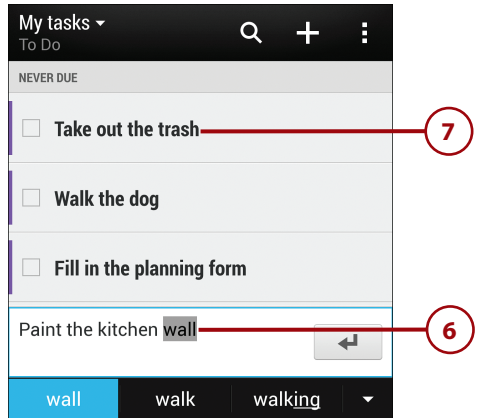 My tasks
To Do
NEVER DUE
Take out the trash
7
Walk the dog
Fill in the planning form
Paint the kitchen wall
6
wall walk walking